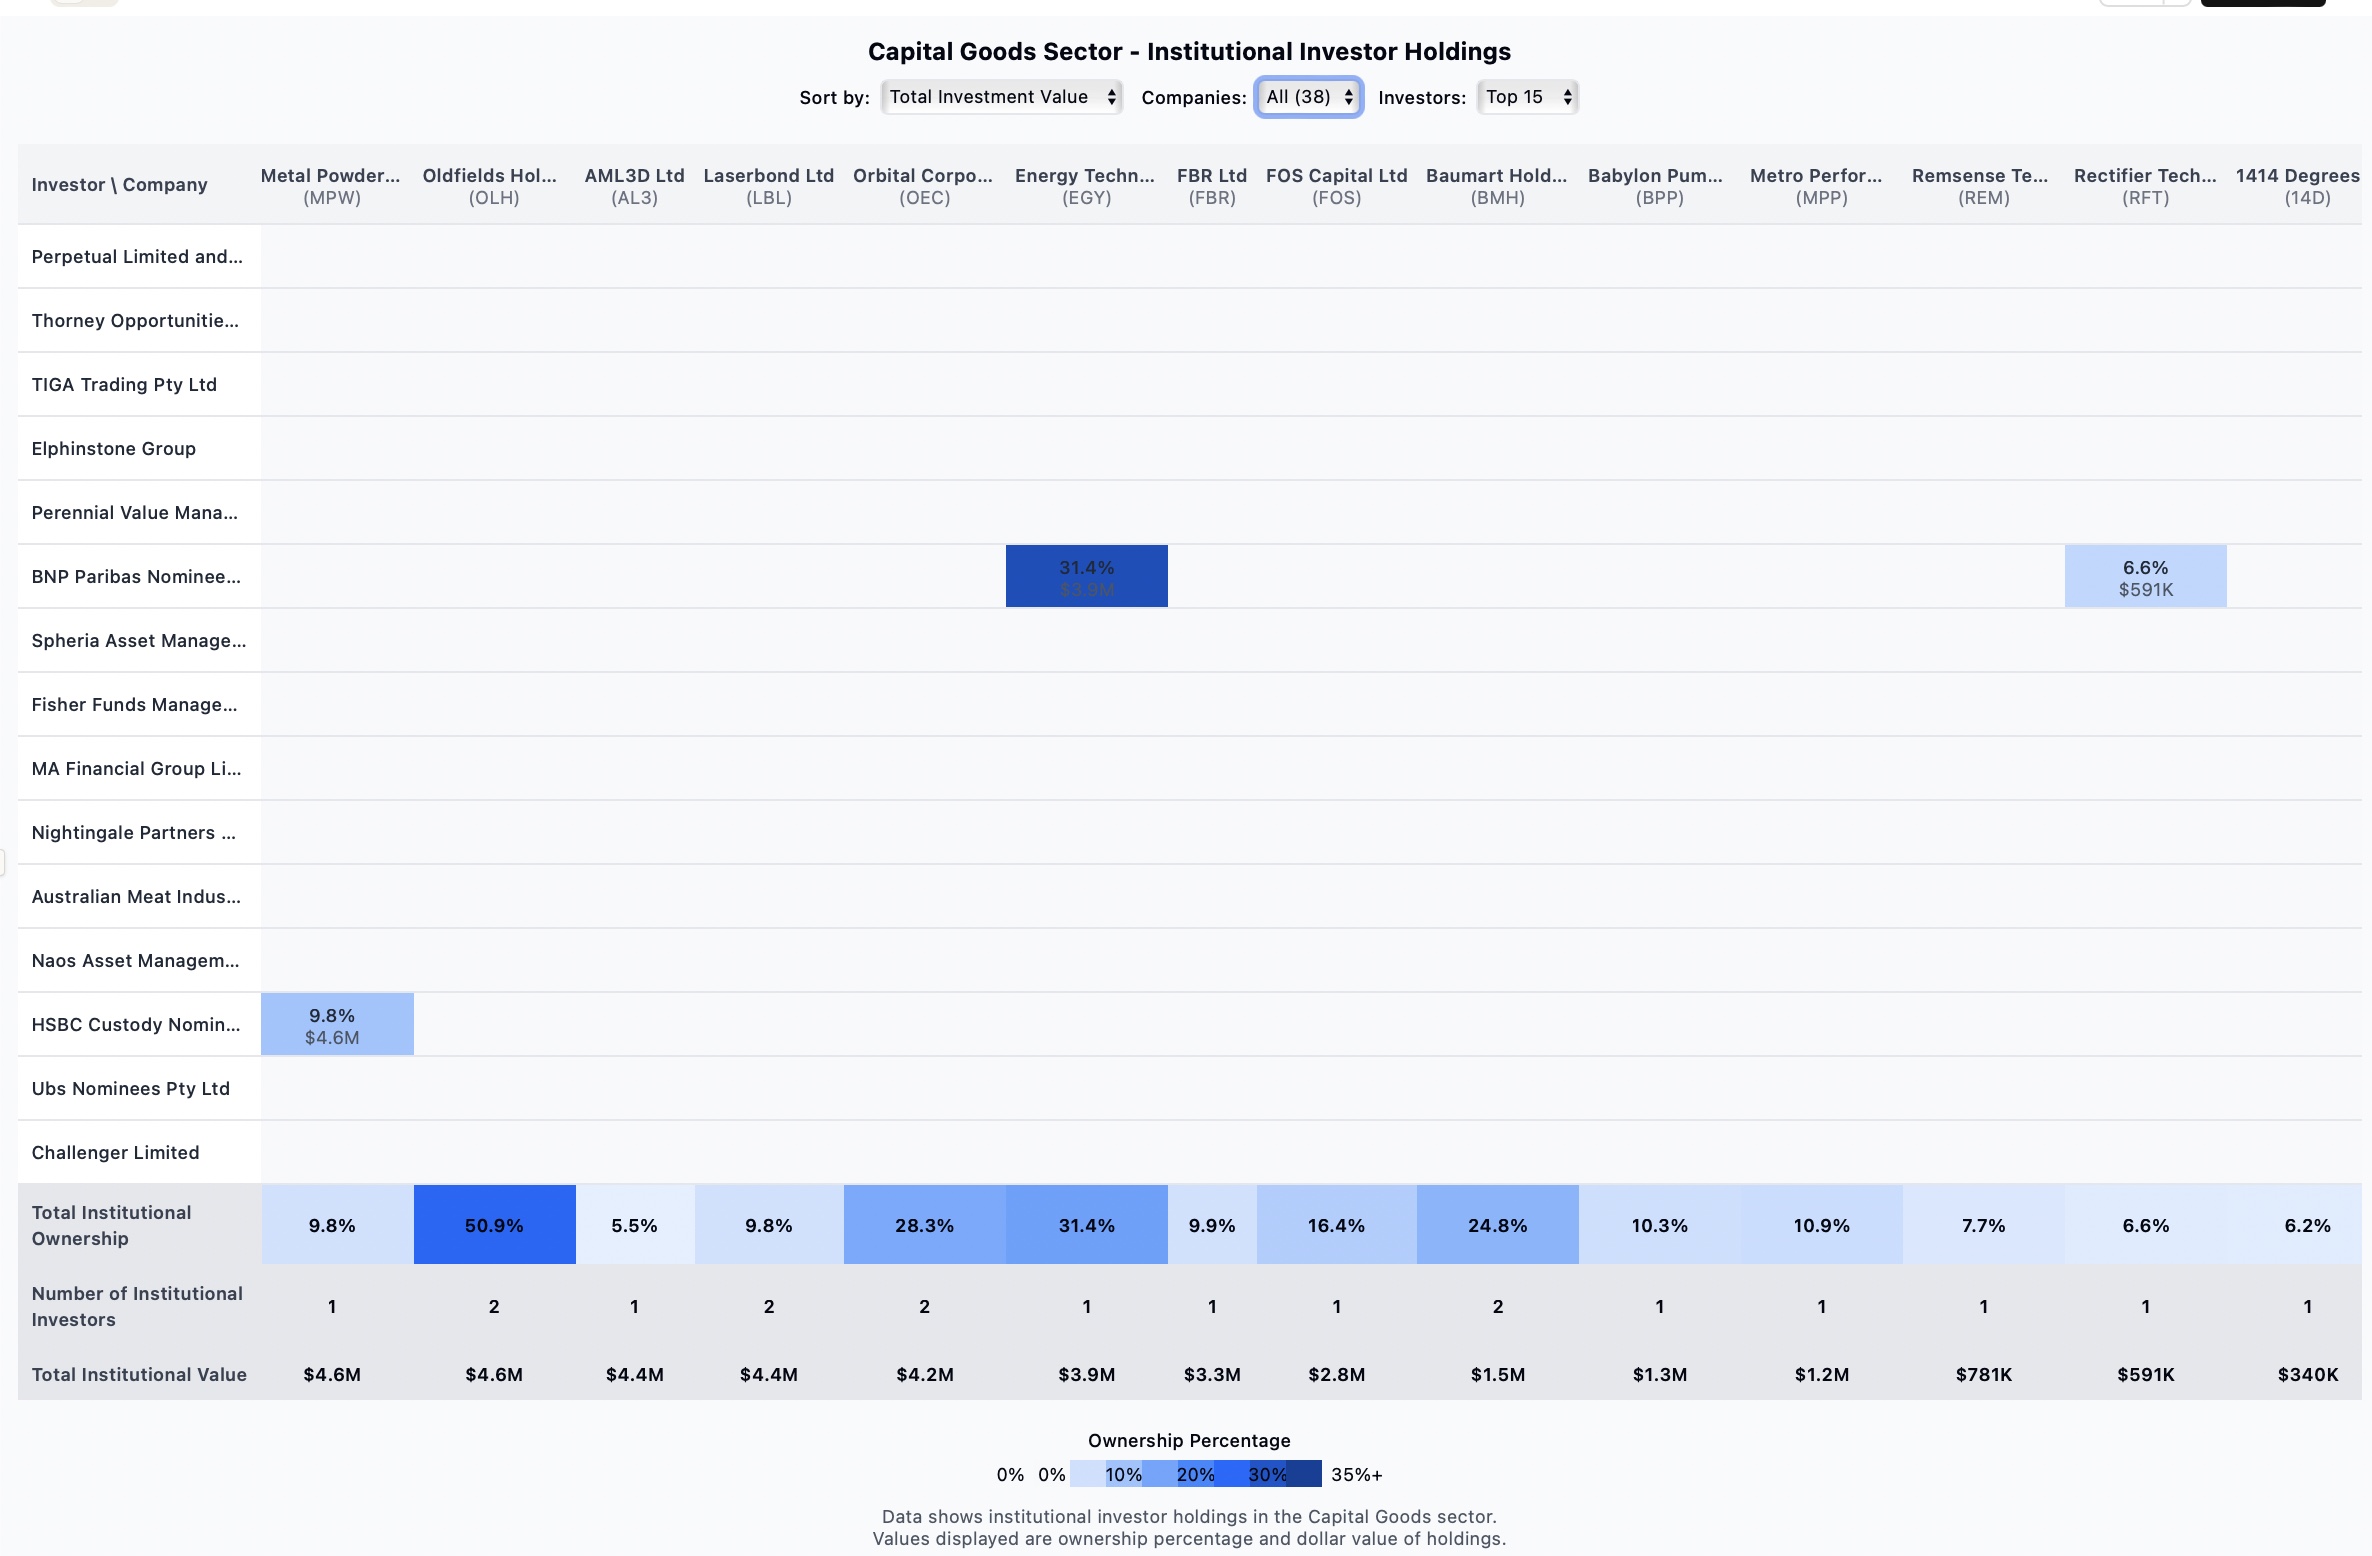 Capital Goods Sector - Institutional Investor Holdings
Sort by: Total Investment Value Companies: All (38) Investors: Top 15
Investor \ Company Metal Powder... Oldfields Hol... AML3D Ltd Laserbond Ltd Orbital Corpo... Energy Techn... FBR Ltd FOS Capital Ltd Baumart Hold... Babylon Pum... Metro Perfor... Remsense Te... Rectifier Tech... 1414 Degrees
(MPW) (OLH) (AL3) (LBL) (OEC) (EGY) (FBR) (FOS) (BMH) (BPP) (MPP) (REM) (RFT) (14D)
Perpetual Limited and...
Thorney Opportunitie...
TIGA Trading Pty Ltd
Elphinstone Group
Perennial Value Mana...
BNP Paribas Nominee... 31.4% 6.6%
$3.9M $591K
Spheria Asset Manage...
Fisher Funds Manage...
MA Financial Group Li...
Nightingale Partners ...
Australian Meat Indus...
Naos Asset Managem...
HSBC Custody Nomin... 9.8%
$4.6M
Ubs Nominees Pty Ltd
Challenger Limited
Total Institutional
Ownership 9.8% 50.9% 5.5% 9.8% 28.3% 31.4% 9.9% 16.4% 24.8% 10.3% 10.9% 7.7% 6.6% 6.2%
Number of Institutional
Investors 1 2 1 2 2 1 1 1 2 1 1 1 1 1
Total Institutional Value $4.6M $4.6M $4.4M $4.4M $4.2M $3.9M $3.3M $2.8M $1.5M $1.3M $1.2M $781K $591K $340K
Ownership Percentage
0% 0% 10% 20% 30% 35%+
Data shows institutional investor holdings in the Capital Goods sector.
Values displayed are ownership percentage and dollar value of holdings.